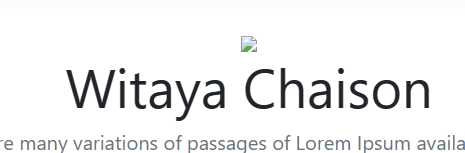 Witaya Chaison
re many variations of passages of Lorem Ipsum availa